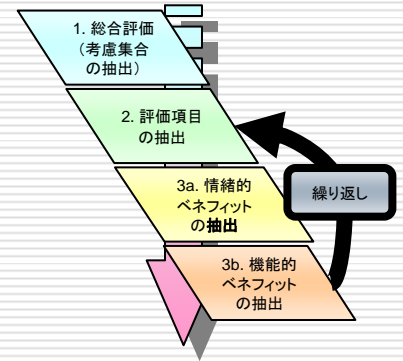 1. 総合評価
（考慮集合
の抽出）
2. 評価項目
の抽出
3a. 情緒的
ベネフィット
の抽出
繰り返し
3b. 機能的
ベネフィット
の抽出